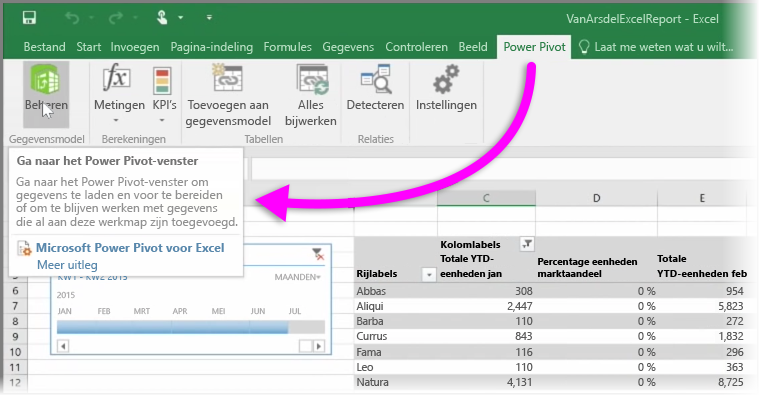 VanArsdelExcelReport - Excel
Bestand Start Invoegen Pagina-indeling Formules Gegevens Controleren Beeld Power Pivot Laat me weten wat u wilt...
Beheren Metingen KPI's Toevoegen aan gegevensmodel Alles bijwerken Detecteren Instellingen
Gegevensmodel Berekeningen Tabellen Relaties
Ga naar het Power Pivot-venster
Ga naar het Power Pivot-venster om
gegevens te laden en voor te bereiden
of om te blijven werken met gegevens
die al aan deze werkmap zijn toegevoegd.
Microsoft Power Pivot voor Excel
Meer uitleg
KW1 - KW2 2015
MAANDEN
2015
JAN FEB MRT APR MEI JUN JUL
C D E
Kolomlabels
Totale YTD- Percentage eenheden Totale
Rijlabels eenheden jan marktaandeel YTD-eenheden feb
6 Abbas 308 0 % 954
7 Aliqui 2,447 0 % 5,823
8 Barba 110 0 % 272
9 Currus 843 0 % 1,832
10 Fama 116 0 % 296
11 Leo 110 0 % 363
12 Natura 4,131 0 % 8,725